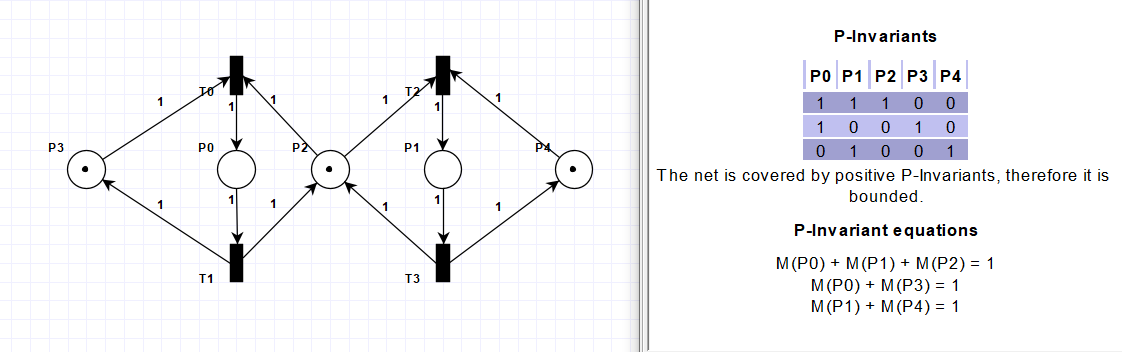 T0
T2
1
1
1
1
1
1
P3
P0
P2
P1
P4
1
1
1
1
1
1
T1
T3
P-Invariants
P0 P1 P2 P3 P4
1 1 1 0 0
1 0 0 1 0
0 1 0 0 1
The net is covered by positive P-Invariants, therefore it is
bounded.
P-Invariant equations
M(P0) + M(P1) + M(P2) = 1
M(P0) + M(P3) = 1
M(P1) + M(P4) = 1